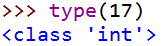 >>> type(17)
<class 'int'>